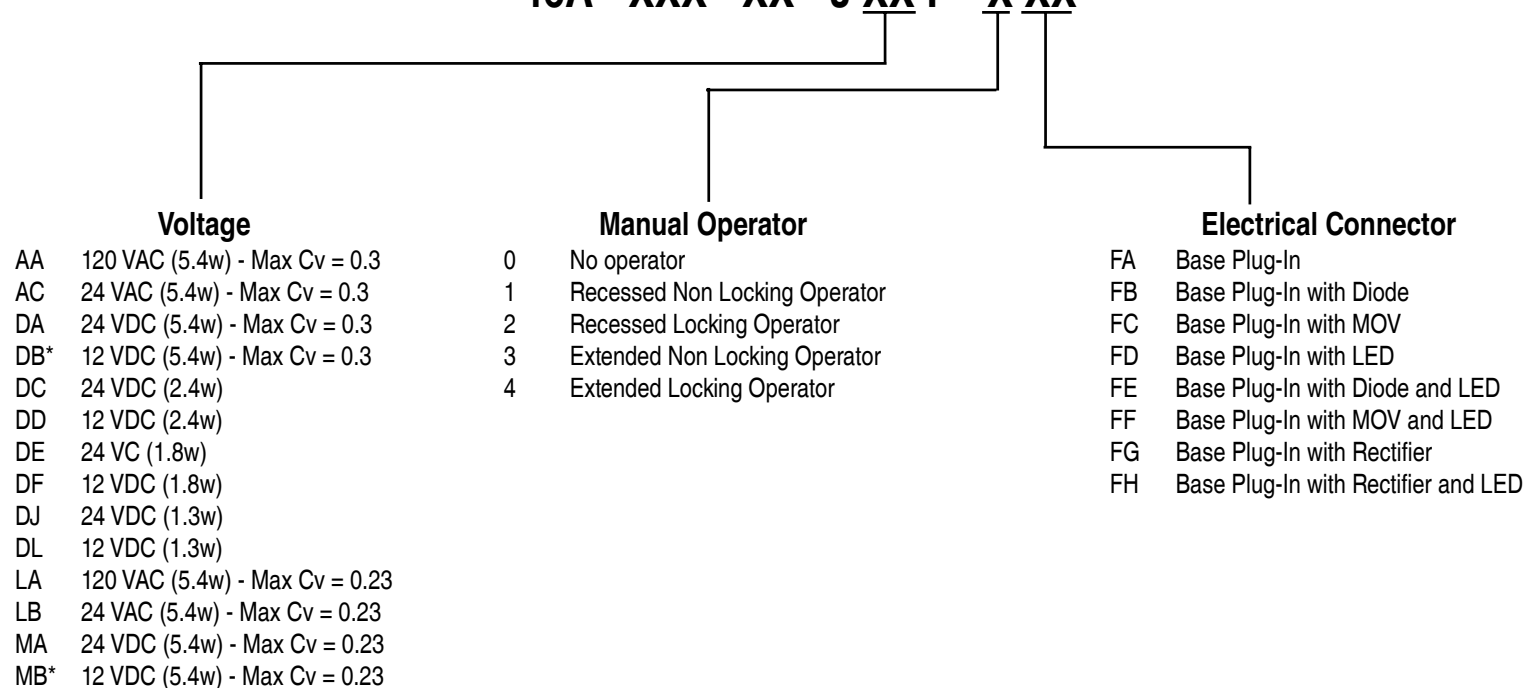 Voltage
AA 120 VAC (5.4w) - Max Cv = 0.3
AC 24 VAC (5.4w) - Max Cv = 0.3
DA 24 VDC (5.4w) - Max Cv = 0.3
DB* 12 VDC (5.4w) - Max Cv = 0.3
DC 24 VDC (2.4w)
DD 12 VDC (2.4w)
DE 24 VC (1.8w)
DF 12 VDC (1.8w)
DJ 24 VDC (1.3w)
DL 12 VDC (1.3w)
LA 120 VAC (5.4w) - Max Cv = 0.23
LB 24 VAC (5.4w) - Max Cv = 0.23
MA 24 VDC (5.4w) - Max Cv = 0.23
MB* 12 VDC (5.4w) - Max Cv = 0.23
Manual Operator
0 No operator
1 Recessed Non Locking Operator
2 Recessed Locking Operator
3 Extended Non Locking Operator
4 Extended Locking Operator
Electrical Connector
FA Base Plug-In
FB Base Plug-In with Diode
FC Base Plug-In with MOV
FD Base Plug-In with LED
FE Base Plug-In with Diode and LED
FF Base Plug-In with MOV and LED
FG Base Plug-In with Rectifier
FH Base Plug-In with Rectifier and LED